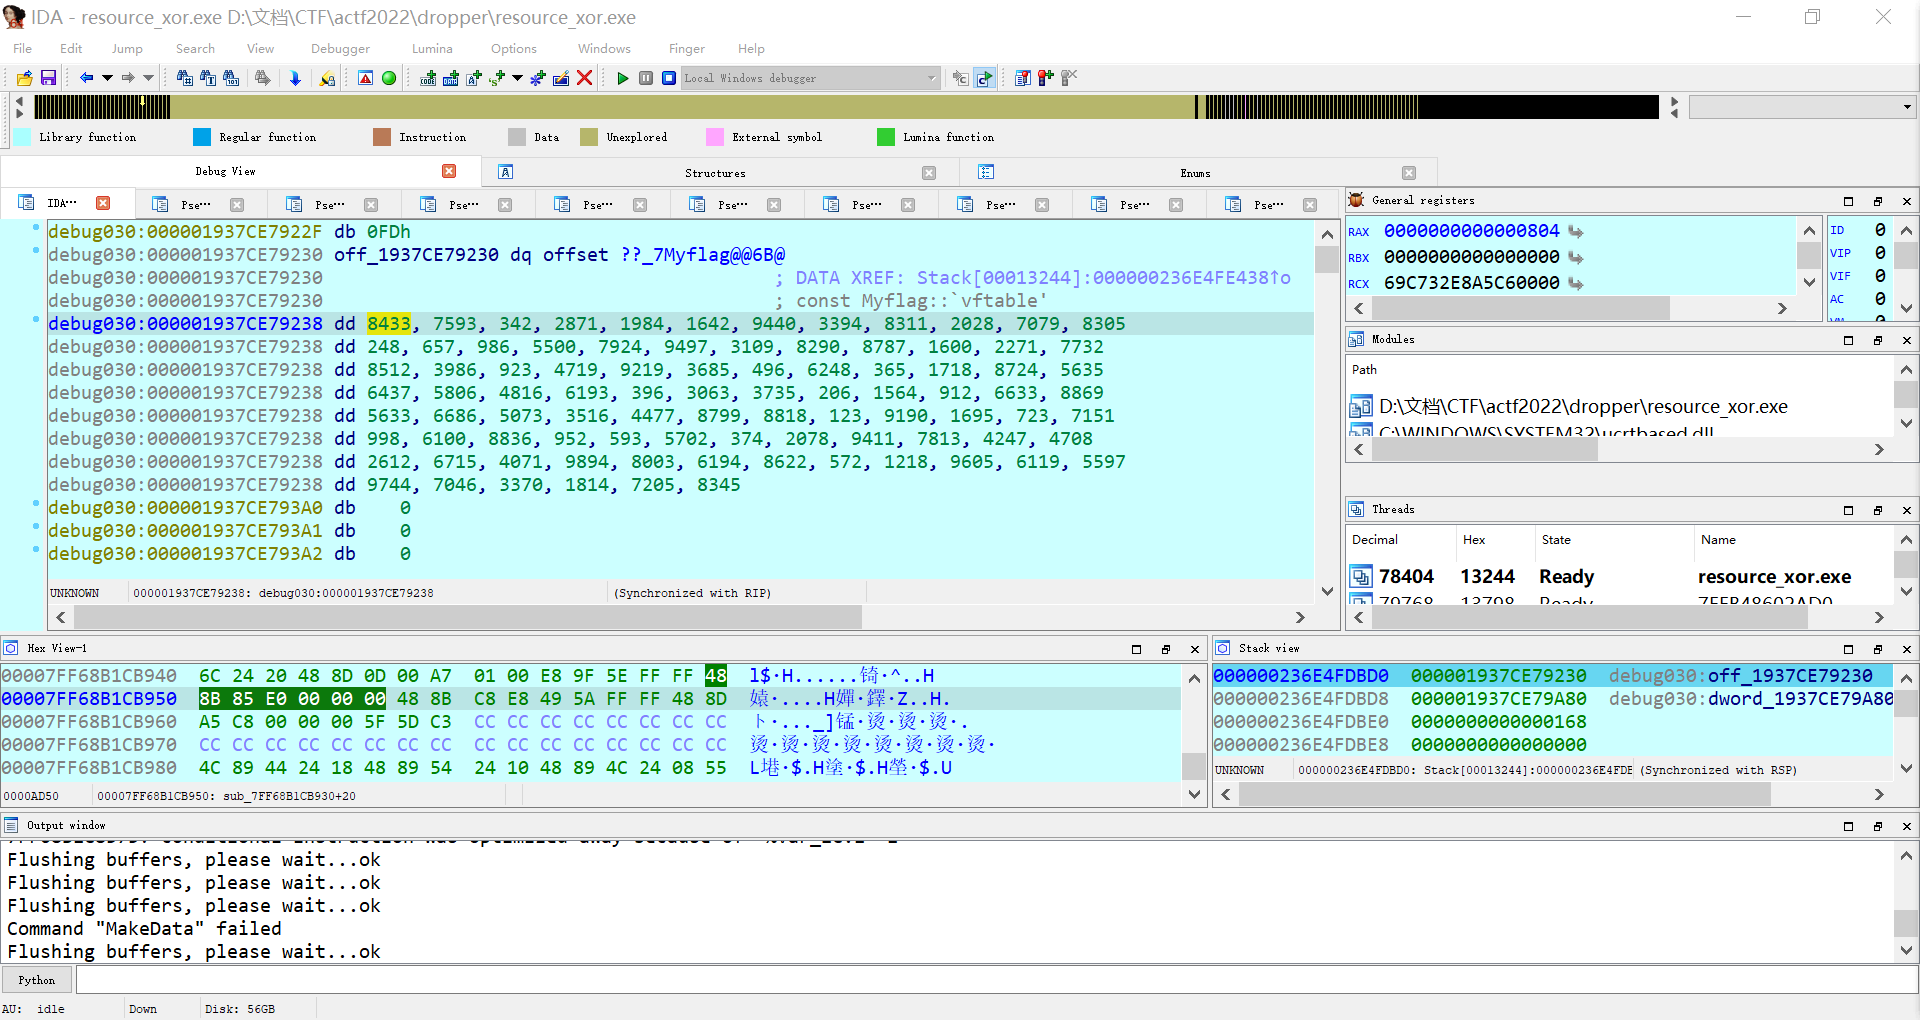 IDA - resource_xor.exe D:\文档\CTF\actf2022\dropper\resource_xor.exe
File Edit Jump Search View Debugger Lumina Options Windows Finger Help
Local Windows debugger
Library function Regular function Instruction Data Unexplored External symbol Lumina function
Debug View Structures Enums
IDA··· Pse··· Pse··· Pse··· Pse··· Pse··· Pse··· Pse··· Pse··· Pse···
debug030:000001937CE7922F db 0FDh
debug030:000001937CE79230 off_1937CE79230 dq offset ??_7Myflag@@6B@
debug030:000001937CE79230 ; DATA XREF: Stack[00013244]:000000236E4FE438↑o
debug030:000001937CE79230 ; const Myflag::`vftable'
debug030:000001937CE79238 dd 8433, 7593, 342, 2871, 1984, 1642, 9440, 3394, 8311, 2028, 7079, 8305
debug030:000001937CE79238 dd 248, 657, 986, 5500, 7924, 9497, 3109, 8290, 8787, 1600, 2271, 7732
debug030:000001937CE79238 dd 8512, 3986, 923, 4719, 9219, 3685, 496, 6248, 365, 1718, 8724, 5635
debug030:000001937CE79238 dd 6437, 5806, 4816, 6193, 396, 3063, 3735, 206, 1564, 912, 6633, 8869
debug030:000001937CE79238 dd 5633, 6686, 5073, 3516, 4477, 8799, 8818, 123, 9190, 1695, 723, 7151
debug030:000001937CE79238 dd 998, 6100, 8836, 952, 593, 5702, 374, 2078, 9411, 7813, 4247, 4708
debug030:000001937CE79238 dd 2612, 6715, 4071, 9894, 8003, 6194, 8622, 572, 1218, 9605, 6119, 5597
debug030:000001937CE79238 dd 9744, 7046, 3370, 1814, 7205, 8345
debug030:000001937CE793A0 db 0
debug030:000001937CE793A1 db 0
debug030:000001937CE793A2 db 0
UNKNOWN 000001937CE79238: debug030:000001937CE79238 (Synchronized with RIP)
General registers
RAX 0000000000000804
RBX 0000000000000000
RCX 69C732E8A5C60000
ID 0
VIP 0
VIF 0
AC 0
Modules
Path
D:\文档\CTF\actf2022\dropper\resource_xor.exe
C:\WINDOWS\SYSTEM32\ucrtbased.dll
Threads
Decimal Hex State Name
78404 13244 Ready resource_xor.exe
79768 13798 Ready 7FFB48602AD0
Hex View-1
00007FF68B1CB940 6C 24 20 48 8D 0D 00 A7 01 00 E8 9F 5E FF FF 48 l$·H......锜·^..H
00007FF68B1CB950 8B 85 E0 00 00 00 48 8B C8 E8 49 5A FF FF 48 8D
00007FF68B1CB960 A5 C8 00 00 00 5F 5D C3 CC CC CC CC CC CC CC CC
00007FF68B1CB970 CC CC CC CC CC CC CC CC CC CC CC CC CC CC CC CC 烫·烫·烫·烫·烫·烫·烫·烫·
00007FF68B1CB980 4C 89 44 24 18 48 89 54 24 10 48 89 4C 24 08 55
0000AD50 00007FF68B1CB950: sub_7FF68B1CB930+20
Stack view
000000236E4FDBD0 000001937CE79230 debug030:off_1937CE79230
000000236E4FDBD8 000001937CE79A80 debug030:dword_1937CE79A80
000000236E4FDBE0 0000000000000168
000000236E4FDBE8 0000000000000000
UNKNOWN 000000236E4FDBD0: Stack[00013244]:000000236E4FDE (Synchronized with RSP)
Output window
Flushing buffers, please wait...ok
Flushing buffers, please wait...ok
Flushing buffers, please wait...ok
Command "MakeData" failed
Flushing buffers, please wait...ok
Python
AU: idle Down Disk: 56GB